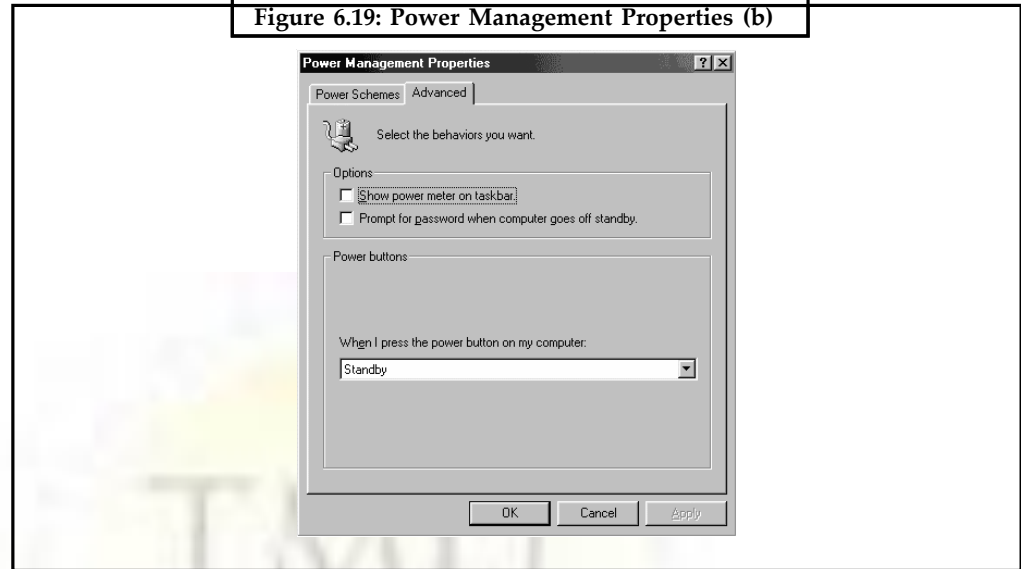 Figure 6.19: Power Management Properties (b)
Power Management Properties
Power Schemes Advanced
Select the behaviors you want.
Options
Show power meter on taskbar.
Prompt for password when computer goes off standby.
Power buttons
When I press the power button on my computer:
Standby
OK Cancel Apply